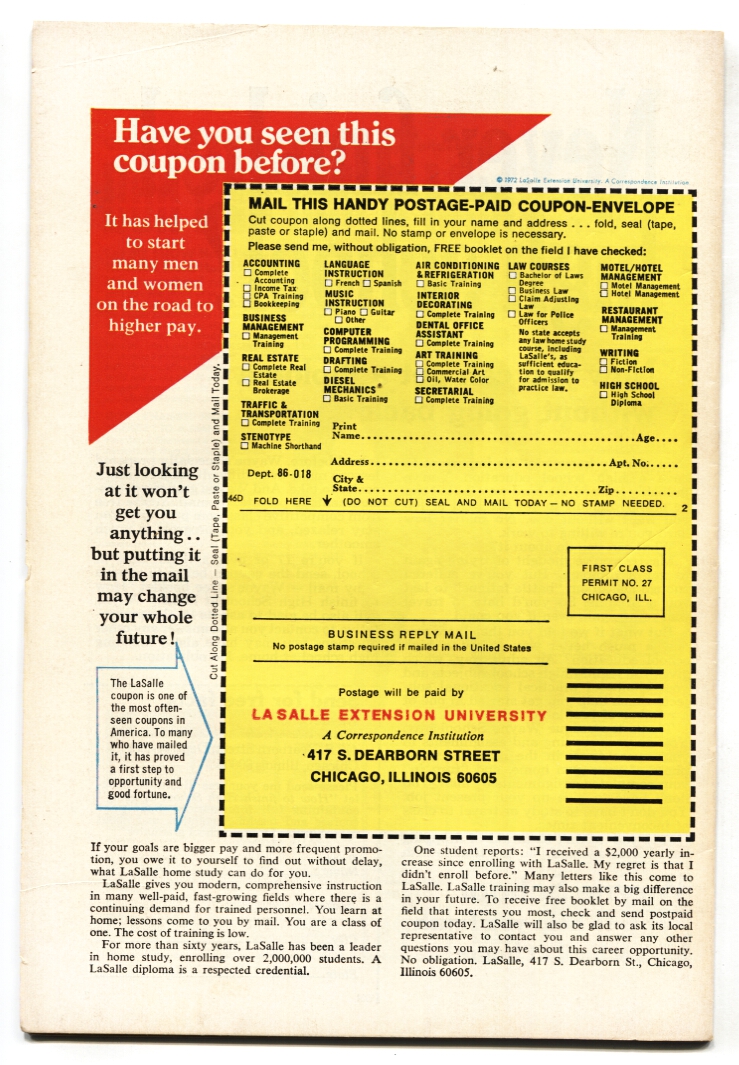 Have you seen this
coupon before?
© 1972 LaSalle Extension University, A Correspondence Institution
It has helped
to start
many men
and women
on the road to
higher pay.
Just looking
at it won't
get you
anything . .
but putting it
in the mail
may change
your whole
future!
The LaSalle
coupon is one of
the most often-
seen coupons in
America. To many
who have mailed
it, it has proved
a first step to
opportunity and
good fortune.
Cut Along Dotted Line — Seal (Tape, Paste or Staple) and Mail Today.
MAIL THIS HANDY POSTAGE-PAID COUPON-ENVELOPE
Cut coupon along dotted lines, fill in your name and address . . . fold, seal (tape,
paste or staple) and mail. No stamp or envelope is necessary.
Please send me, without obligation, FREE booklet on the field I have checked:
ACCOUNTING
☐ Complete
Accounting
☐ Income Tax
☐ CPA Training
☐ Bookkeeping
BUSINESS
MANAGEMENT
☐ Management
Training
REAL ESTATE
☐ Complete Real
Estate
☐ Real Estate
Brokerage
TRAFFIC &
TRANSPORTATION
☐ Complete Training
STENOTYPE
☐ Machine Shorthand
LANGUAGE
INSTRUCTION
☐ French ☐ Spanish
MUSIC
INSTRUCTION
☐ Piano ☐ Guitar
☐ Other
COMPUTER
PROGRAMMING
☐ Complete Training
DRAFTING
☐ Complete Training
DIESEL
MECHANICS®
☐ Basic Training
AIR CONDITIONING
& REFRIGERATION
☐ Basic Training
INTERIOR
DECORATING
☐ Complete Training
DENTAL OFFICE
ASSISTANT
☐ Complete Training
ART TRAINING
☐ Complete Training
☐ Commercial Art
☐ Oil, Water Color
SECRETARIAL
☐ Complete Training
LAW COURSES
☐ Bachelor of Laws
Degree
☐ Business Law
☐ Claim Adjusting
Law
☐ Law for Police
Officers
No state accepts
any law home study
course, including
LaSalle's, as
sufficient educa-
tion to qualify
for admission to
practice law.
MOTEL/HOTEL
MANAGEMENT
☐ Motel Management
☐ Hotel Management
RESTAURANT
MANAGEMENT
☐ Management
Training
WRITING
☐ Fiction
☐ Non-Fiction
HIGH SCHOOL
☐ High School
Diploma
Print
Name.......... Age....
Address.......... Apt. No......
Dept. 86-018
City &
State.......... Zip..........
46D FOLD HERE ↓ (DO NOT CUT) SEAL AND MAIL TODAY — NO STAMP NEEDED. 2
FIRST CLASS
PERMIT NO. 27
CHICAGO, ILL.
BUSINESS REPLY MAIL
No postage stamp required if mailed in the United States
Postage will be paid by
LA SALLE EXTENSION UNIVERSITY
A Correspondence Institution
417 S. DEARBORN STREET
CHICAGO, ILLINOIS 60605
If your goals are bigger pay and more frequent promo-
tion, you owe it to yourself to find out without delay,
what LaSalle home study can do for you.
LaSalle gives you modern, comprehensive instruction
in many well-paid, fast-growing fields where there is a
continuing demand for trained personnel. You learn at
home; lessons come to you by mail. You are a class of
one. The cost of training is low.
For more than sixty years, LaSalle has been a leader
in home study, enrolling over 2,000,000 students. A
LaSalle diploma is a respected credential.
One student reports: "I received a $2,000 yearly in-
crease since enrolling with LaSalle. My regret is that I
didn't enroll before." Many letters like this come to
LaSalle. LaSalle training may also make a big difference
in your future. To receive free booklet by mail on the
field that interests you most, check and send postpaid
coupon today. LaSalle will also be glad to ask its local
representative to contact you and answer any other
questions you may have about this career opportunity.
No obligation. LaSalle, 417 S. Dearborn St., Chicago,
Illinois 60605.